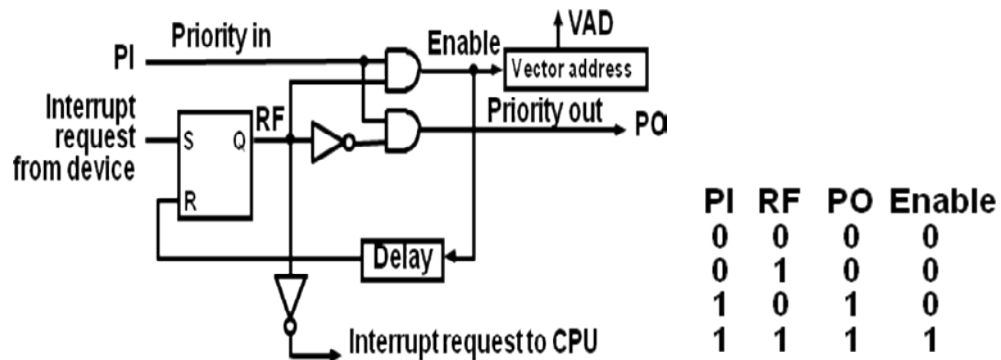 Priority in
PI
Enable
VAD
Vector address
Interrupt
request
from device
RF
S Q
R
Priority out
PO
Delay
Interrupt request to CPU
PI RF PO Enable
0 0 0 0
0 1 0 0
1 0 1 0
1 1 1 1